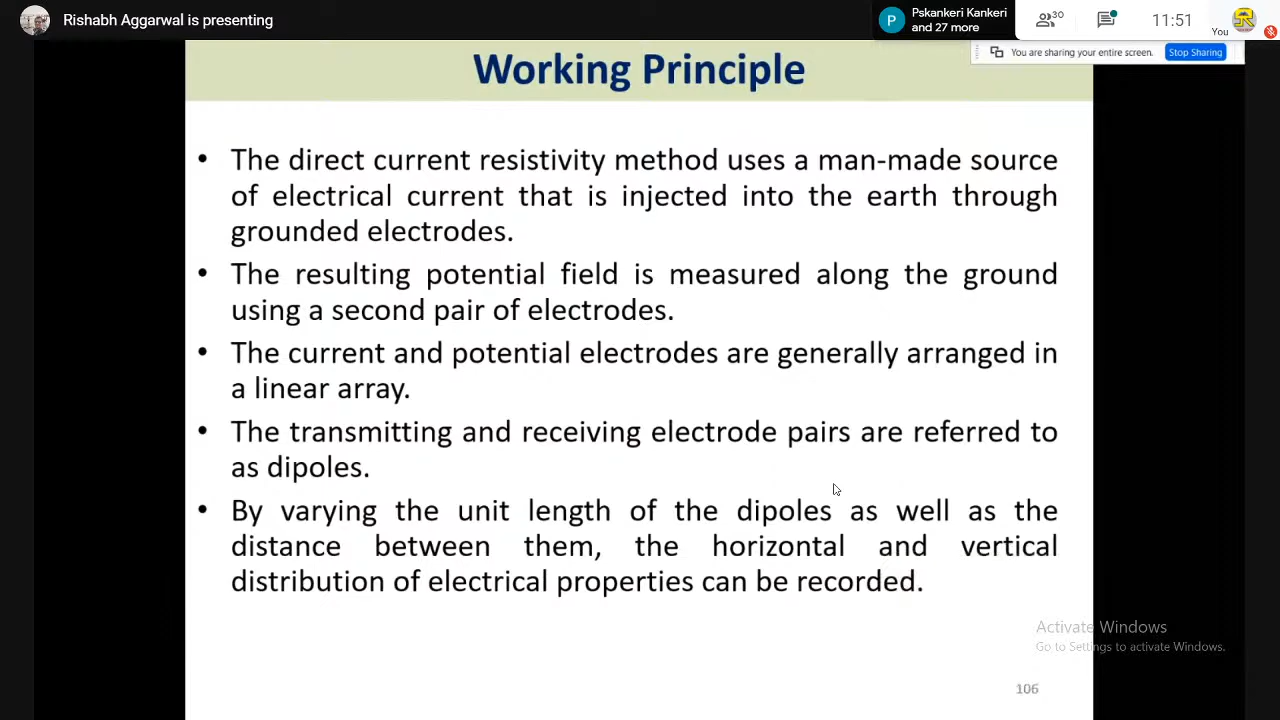 Rishabh Aggarwal is presenting
P
Pskankeri Kankeri
and 27 more
30
11:51
You
You are sharing your entire screen.
Stop Sharing
Working Principle
• The direct current resistivity method uses a man-made source
of electrical current that is injected into the earth through
grounded electrodes.
• The resulting potential field is measured along the ground
using a second pair of electrodes.
• The current and potential electrodes are generally arranged in
a linear array.
• The transmitting and receiving electrode pairs are referred to
as dipoles.
• By varying the unit length of the dipoles as well as the
distance between them, the horizontal and vertical
distribution of electrical properties can be recorded.
Activate Windows
Go to Settings to activate Windows.
106